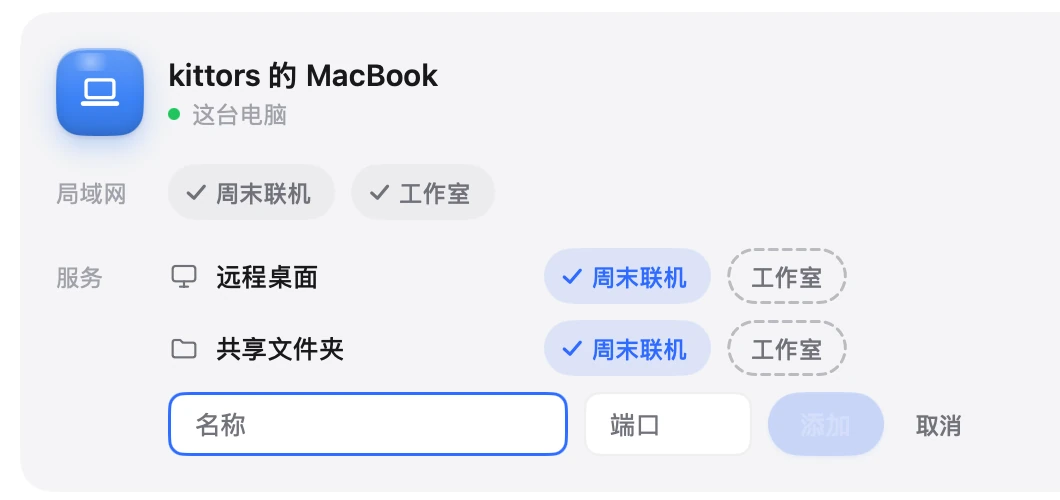 kittors 的 MacBook
这台电脑
局域网 周末联机 工作室
服务 远程桌面 周末联机 工作室
共享文件夹 周末联机 工作室
名称 端口 添加 取消